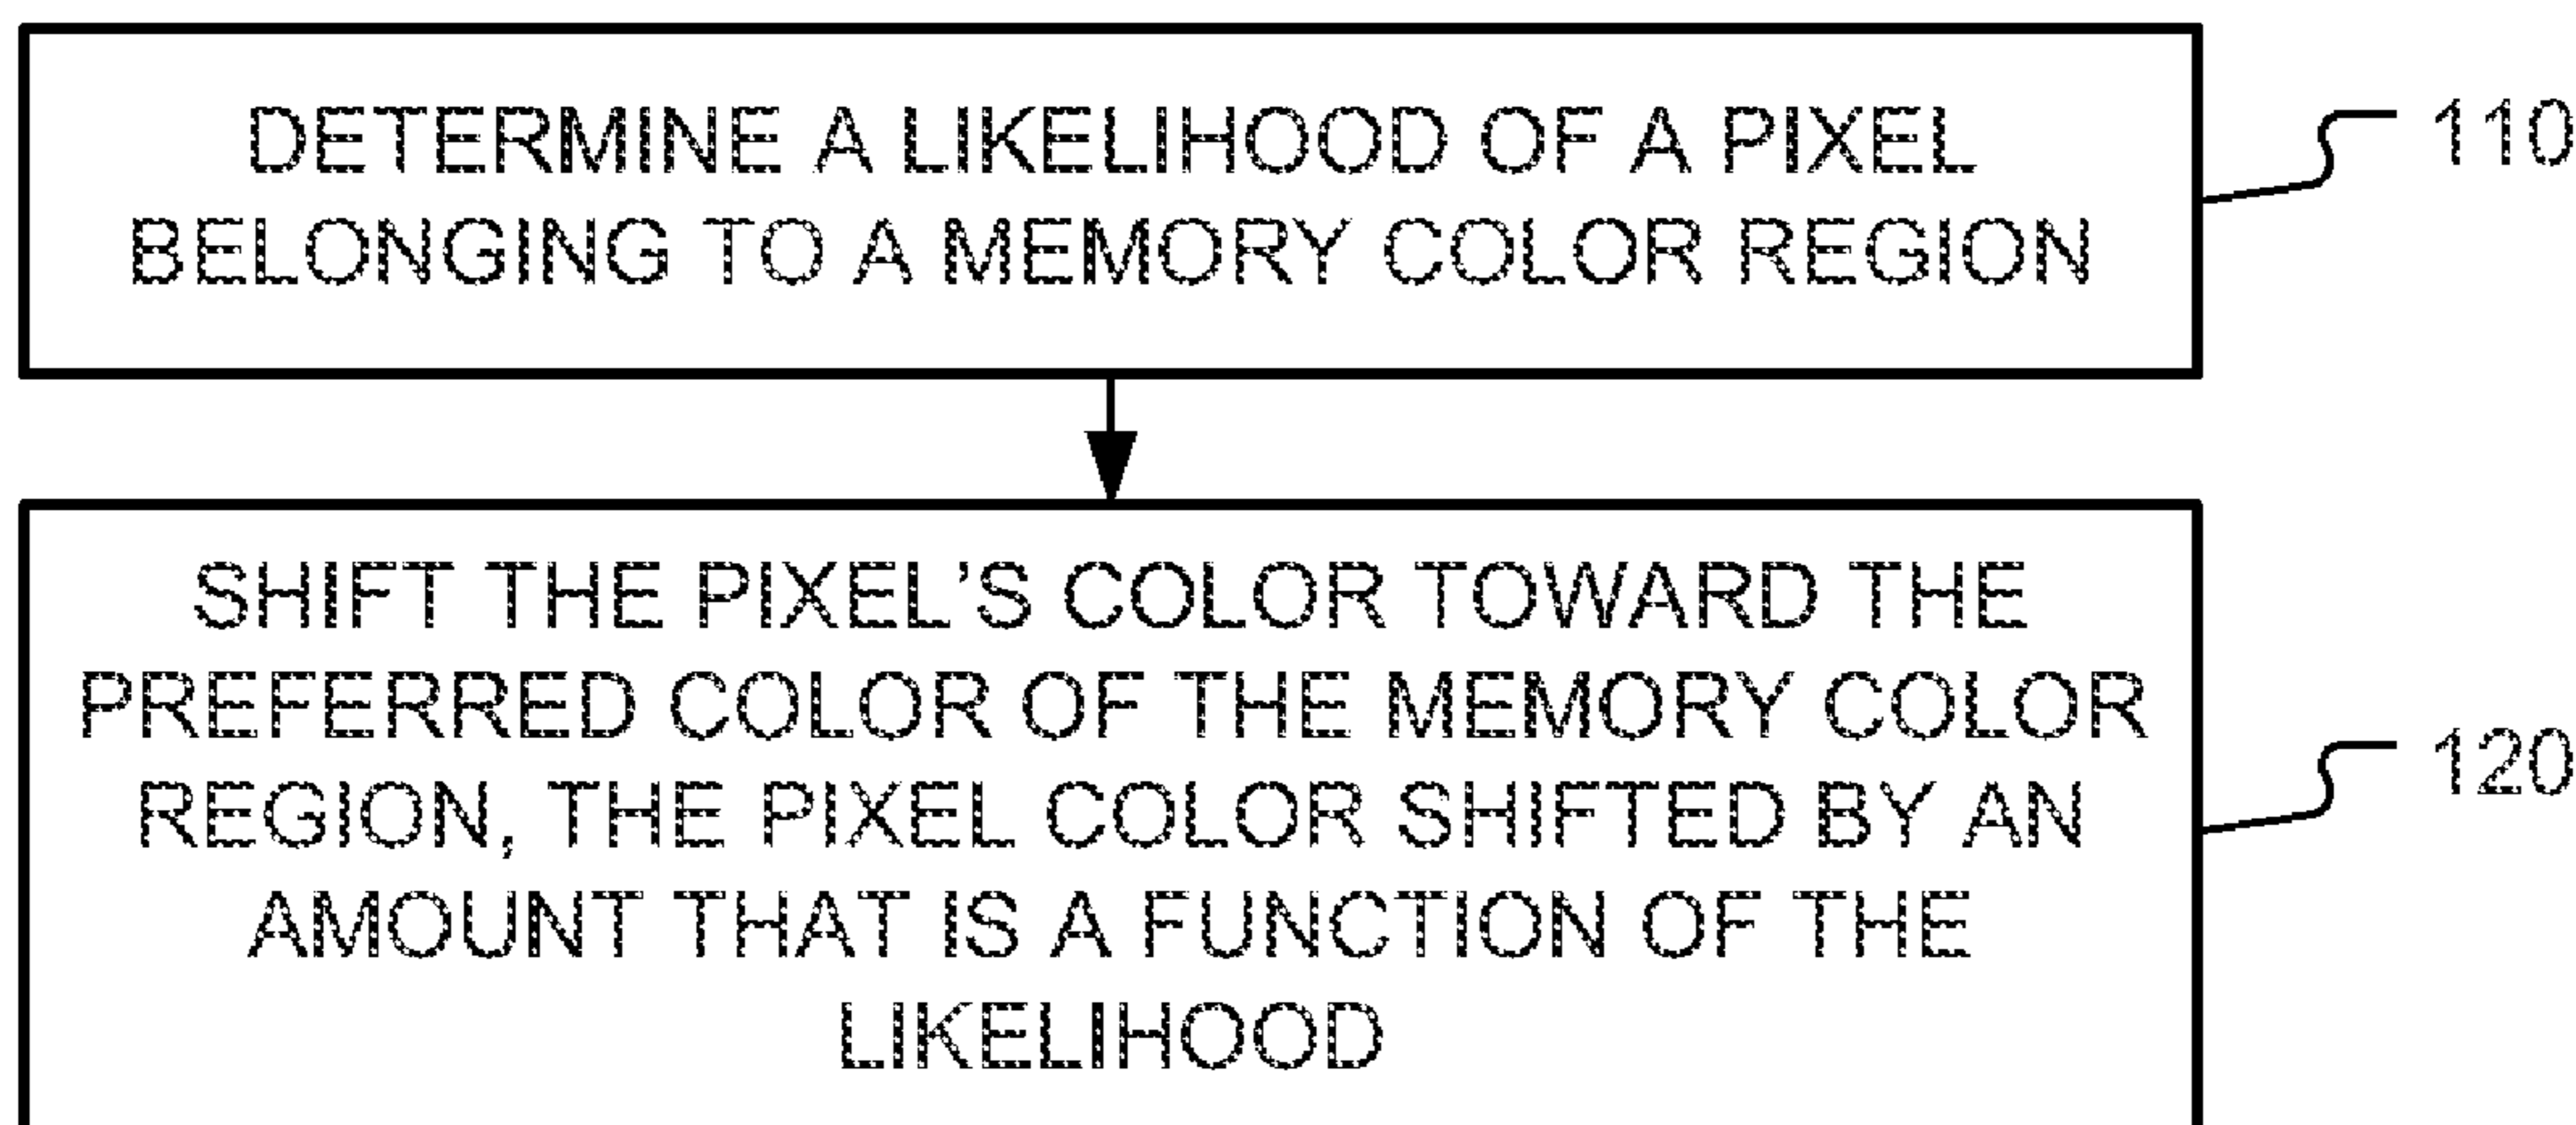 DETERMINE A LIKELIHOOD OF A PIXEL
BELONGING TO A MEMORY COLOR REGION
110
SHIFT THE PIXEL'S COLOR TOWARD THE
PREFERRED COLOR OF THE MEMORY COLOR
REGION, THE PIXEL COLOR SHIFTED BY AN
AMOUNT THAT IS A FUNCTION OF THE
LIKELIHOOD
120